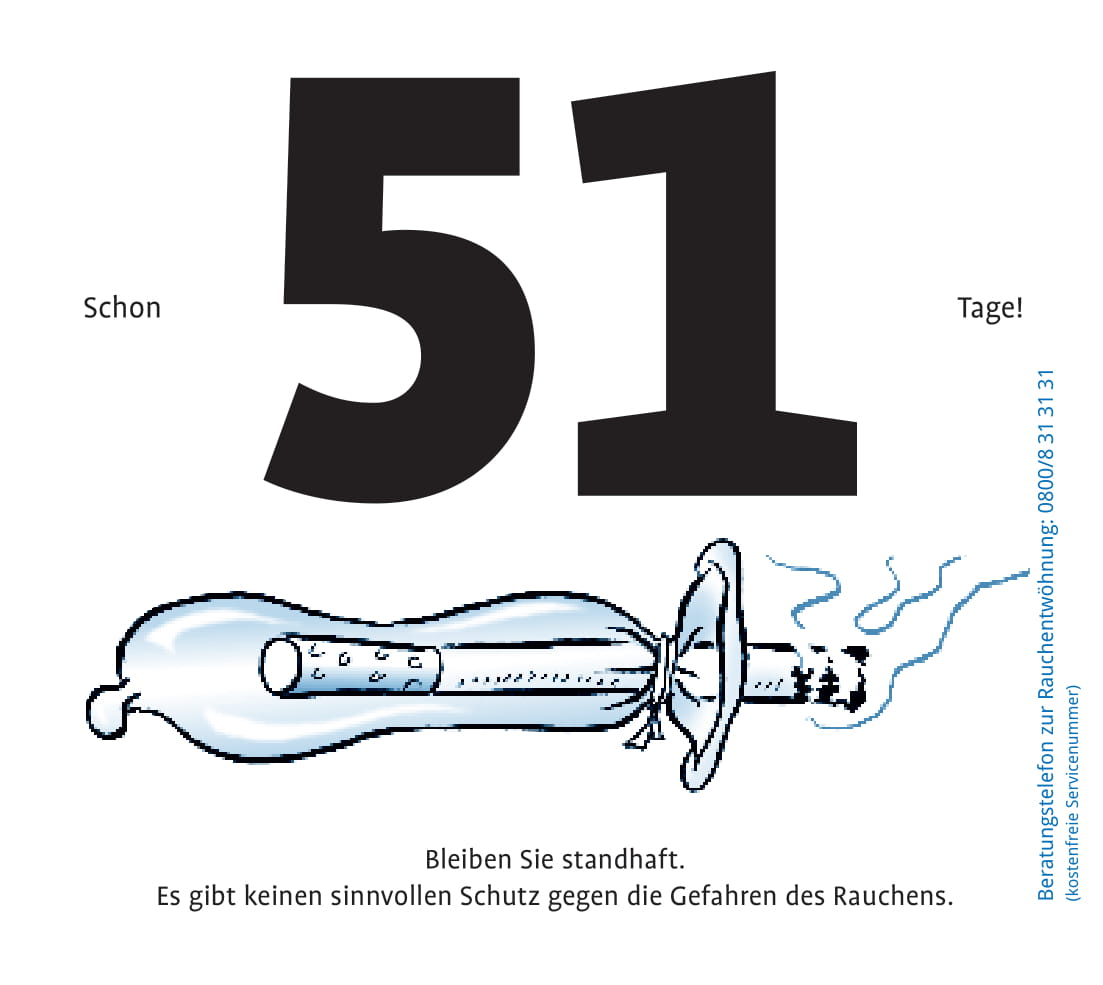 Schon
51
Tage!
Bleiben Sie standhaft.
Es gibt keinen sinnvollen Schutz gegen die Gefahren des Rauchens.
Beratungstelefon zur Rauchentwöhnung: 0800/8 31 31 31
(kostenfreie Servicenummer)